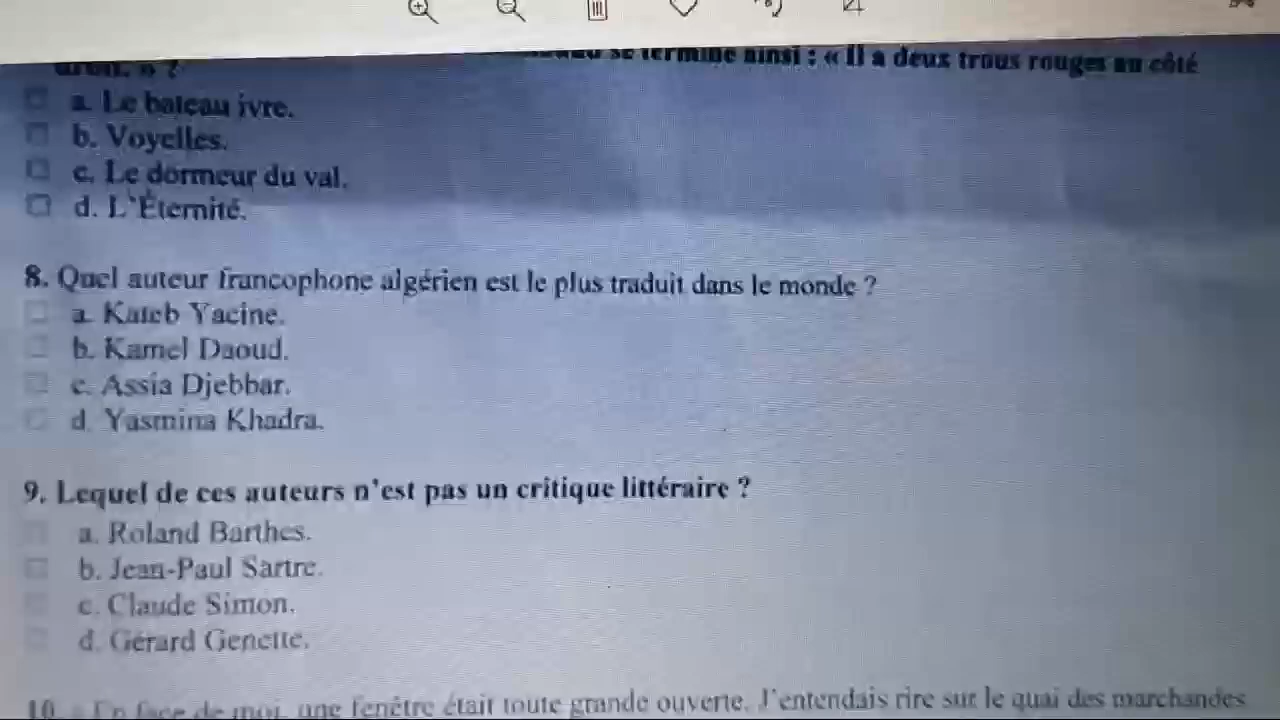 se termine ainsi : « Il a deux trous rouges au côté
droit. » ?
a. Le bateau ivre.
b. Voyelles.
c. Le dormeur du val.
d. L'Éternité.
8. Quel auteur francophone algérien est le plus traduit dans le monde ?
a. Kateb Yacine.
b. Kamel Daoud.
c. Assia Djebbar.
d. Yasmina Khadra.
9. Lequel de ces auteurs n'est pas un critique littéraire ?
a. Roland Barthes.
b. Jean-Paul Sartre.
c. Claude Simon.
d. Gérard Genette.
10. « En face de moi, une fenêtre était toute grande ouverte. J'entendais rire sur le quai des marchandes